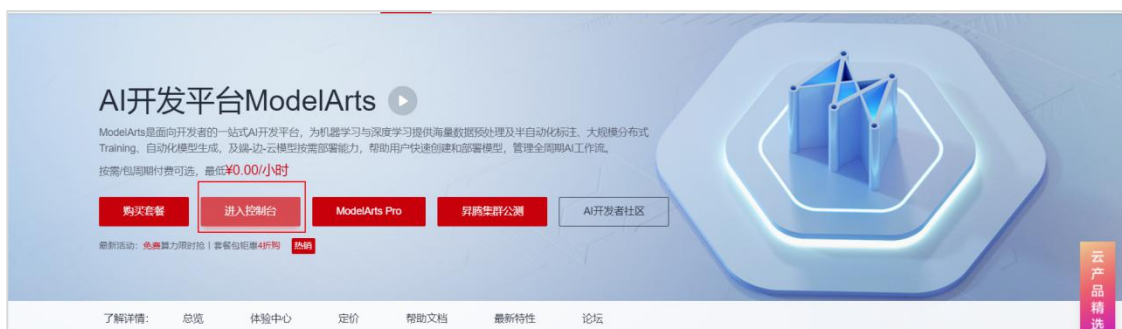 AI开发平台ModelArts
ModelArts是面向开发者的一站式AI开发平台，为机器学习与深度学习提供海量数据预处理及半自动化标注、大规模分布式
Training、自动化模型生成，及端-边-云模型按需部署能力，帮助用户快速创建和部署模型，管理全周期AI工作流。
按需/包周期付费可选，最低¥0.00/小时
购买套餐 进入控制台 ModelArts Pro 昇腾集群公测 AI开发者社区
最新活动：免费算力限时抢 | 套餐包钜惠4折购 热销
云产品精选
了解详情： 总览 体验中心 定价 帮助文档 最新特性 论坛